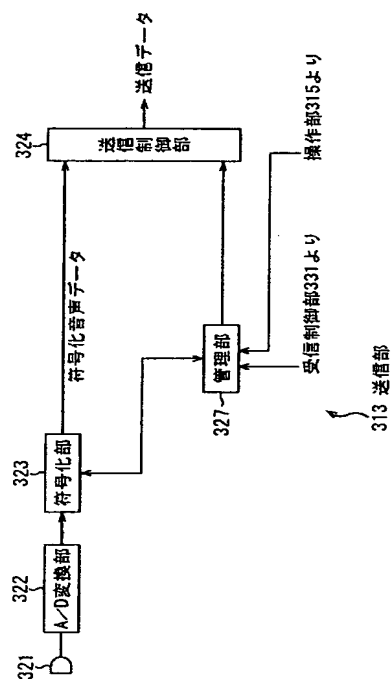 321
322
A/D変換部
323
符号化部
符号化音声データ
324
送信制御部
送信データ
327
管理部
受信制御部331より
操作部315より
313 送信部